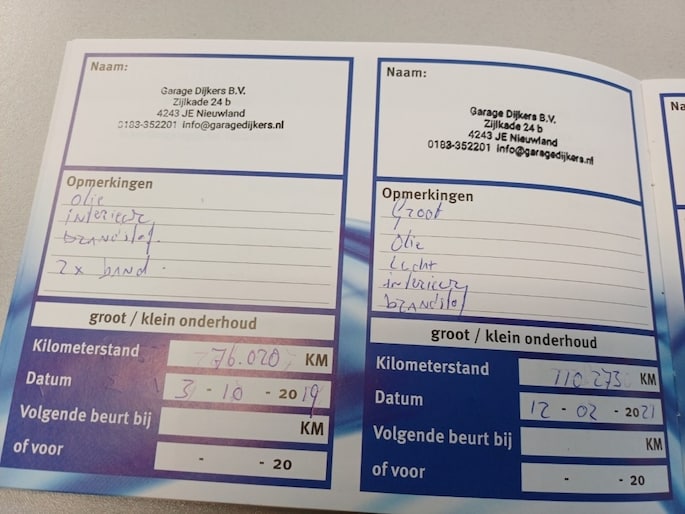 Naam:
Garage Dijkers B.V.
Zijlkade 24 b
4243 JE Nieuwland
0183-352201 info@garagedijkers.nl
Opmerkingen
olie
interieur
brandstof.
2x band.
groot / klein onderhoud
Kilometerstand 76.020 KM
Datum 3 - 10 - 2019
Volgende beurt bij KM
of voor - - 20
Naam:
Garage Dijkers B.V.
Zijlkade 24 b
4243 JE Nieuwland
0183-352201 info@garagedijkers.nl
Opmerkingen
Groot
Olie
Lucht
interieur
brandstof
groot / klein onderhoud
Kilometerstand 110.273 KM
Datum 12 - 02 - 2021
Volgende beurt bij KM
of voor - - 20
Na